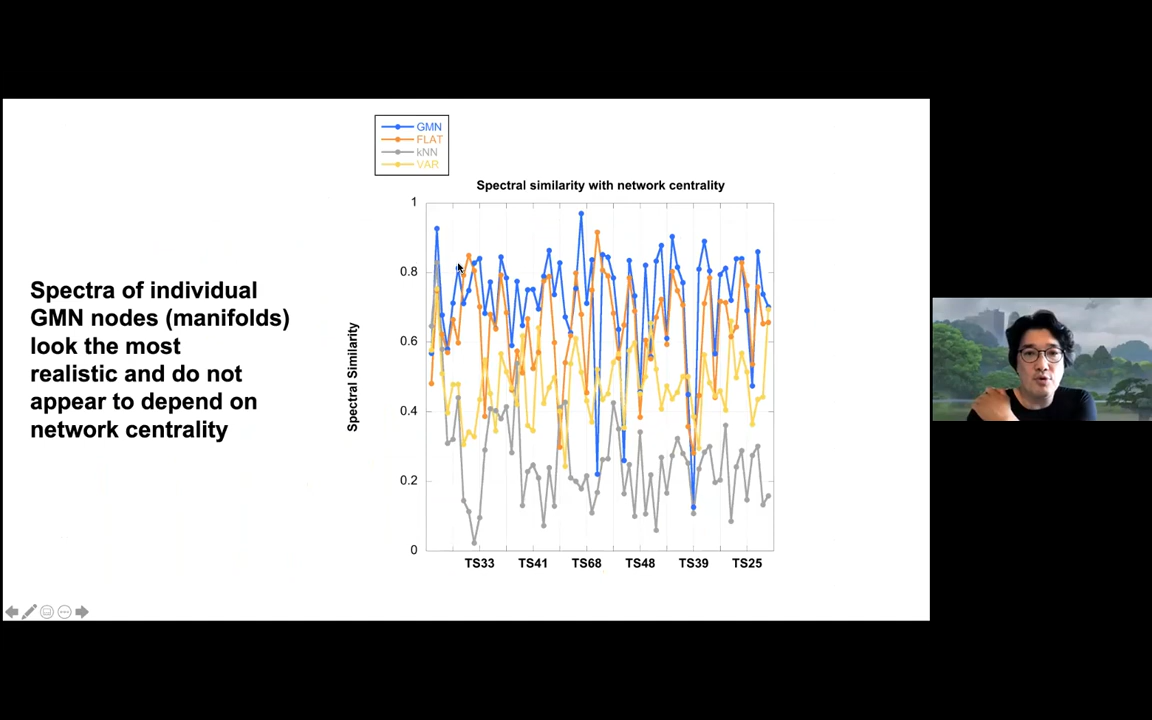 GMN
FLAT
kNN
VAR
Spectral similarity with network centrality
Spectra of individual
GMN nodes (manifolds)
look the most
realistic and do not
appear to depend on
network centrality
Spectral Similarity
1
0.8
0.6
0.4
0.2
0
TS33 TS41 TS68 TS48 TS39 TS25